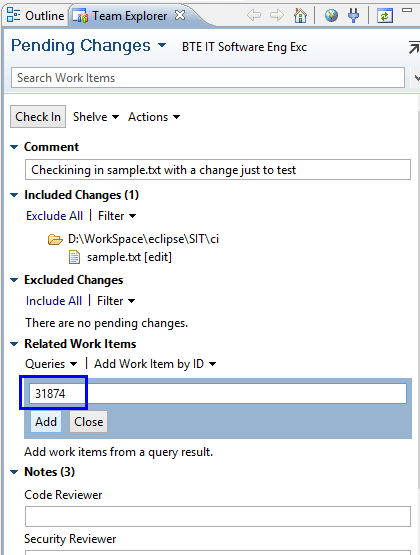 Outline Team Explorer
Pending Changes BTE IT Software Eng Exc
Search Work Items
Check In Shelve Actions
Comment
Checkining in sample.txt with a change just to test
Included Changes (1)
Exclude All | Filter
D:\WorkSpace\eclipse\SIT\ci
sample.txt [edit]
Excluded Changes
Include All | Filter
There are no pending changes.
Related Work Items
Queries | Add Work Item by ID
31874
Add Close
Add work items from a query result.
Notes (3)
Code Reviewer
Security Reviewer